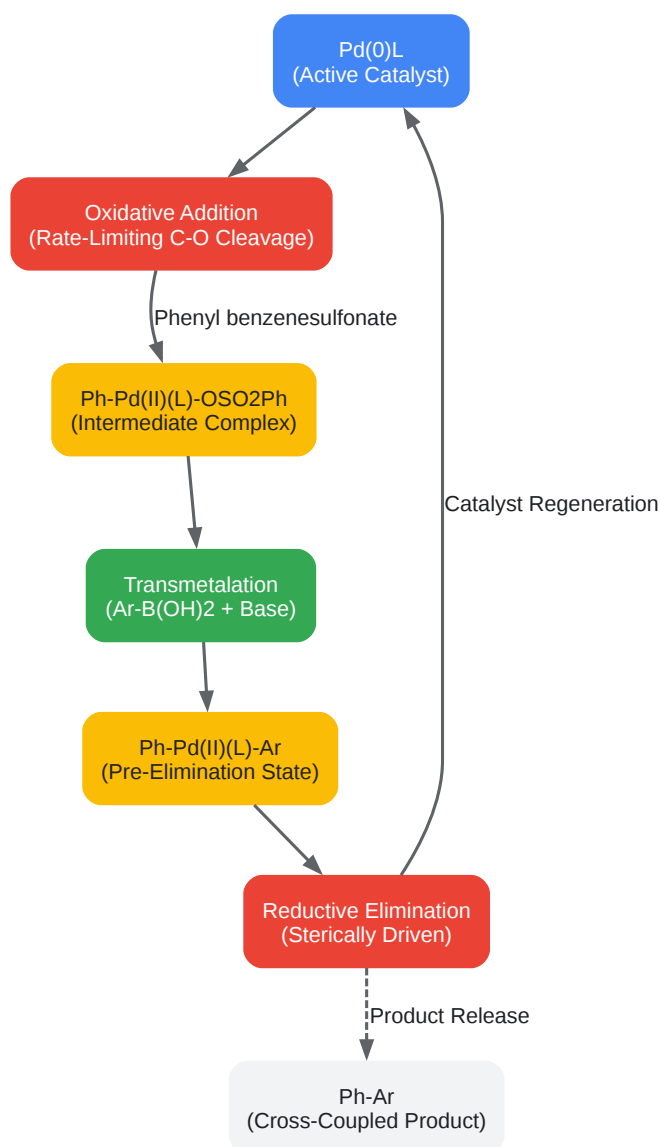 Pd(0)L
(Active Catalyst)
Oxidative Addition
(Rate-Limiting C-O Cleavage)
Phenyl benzenesulfonate
Ph-Pd(II)(L)-OSO2Ph
(Intermediate Complex)
Catalyst Regeneration
Transmetalation
(Ar-B(OH)2 + Base)
Ph-Pd(II)(L)-Ar
(Pre-Elimination State)
Reductive Elimination
(Sterically Driven)
Product Release
Ph-Ar
(Cross-Coupled Product)